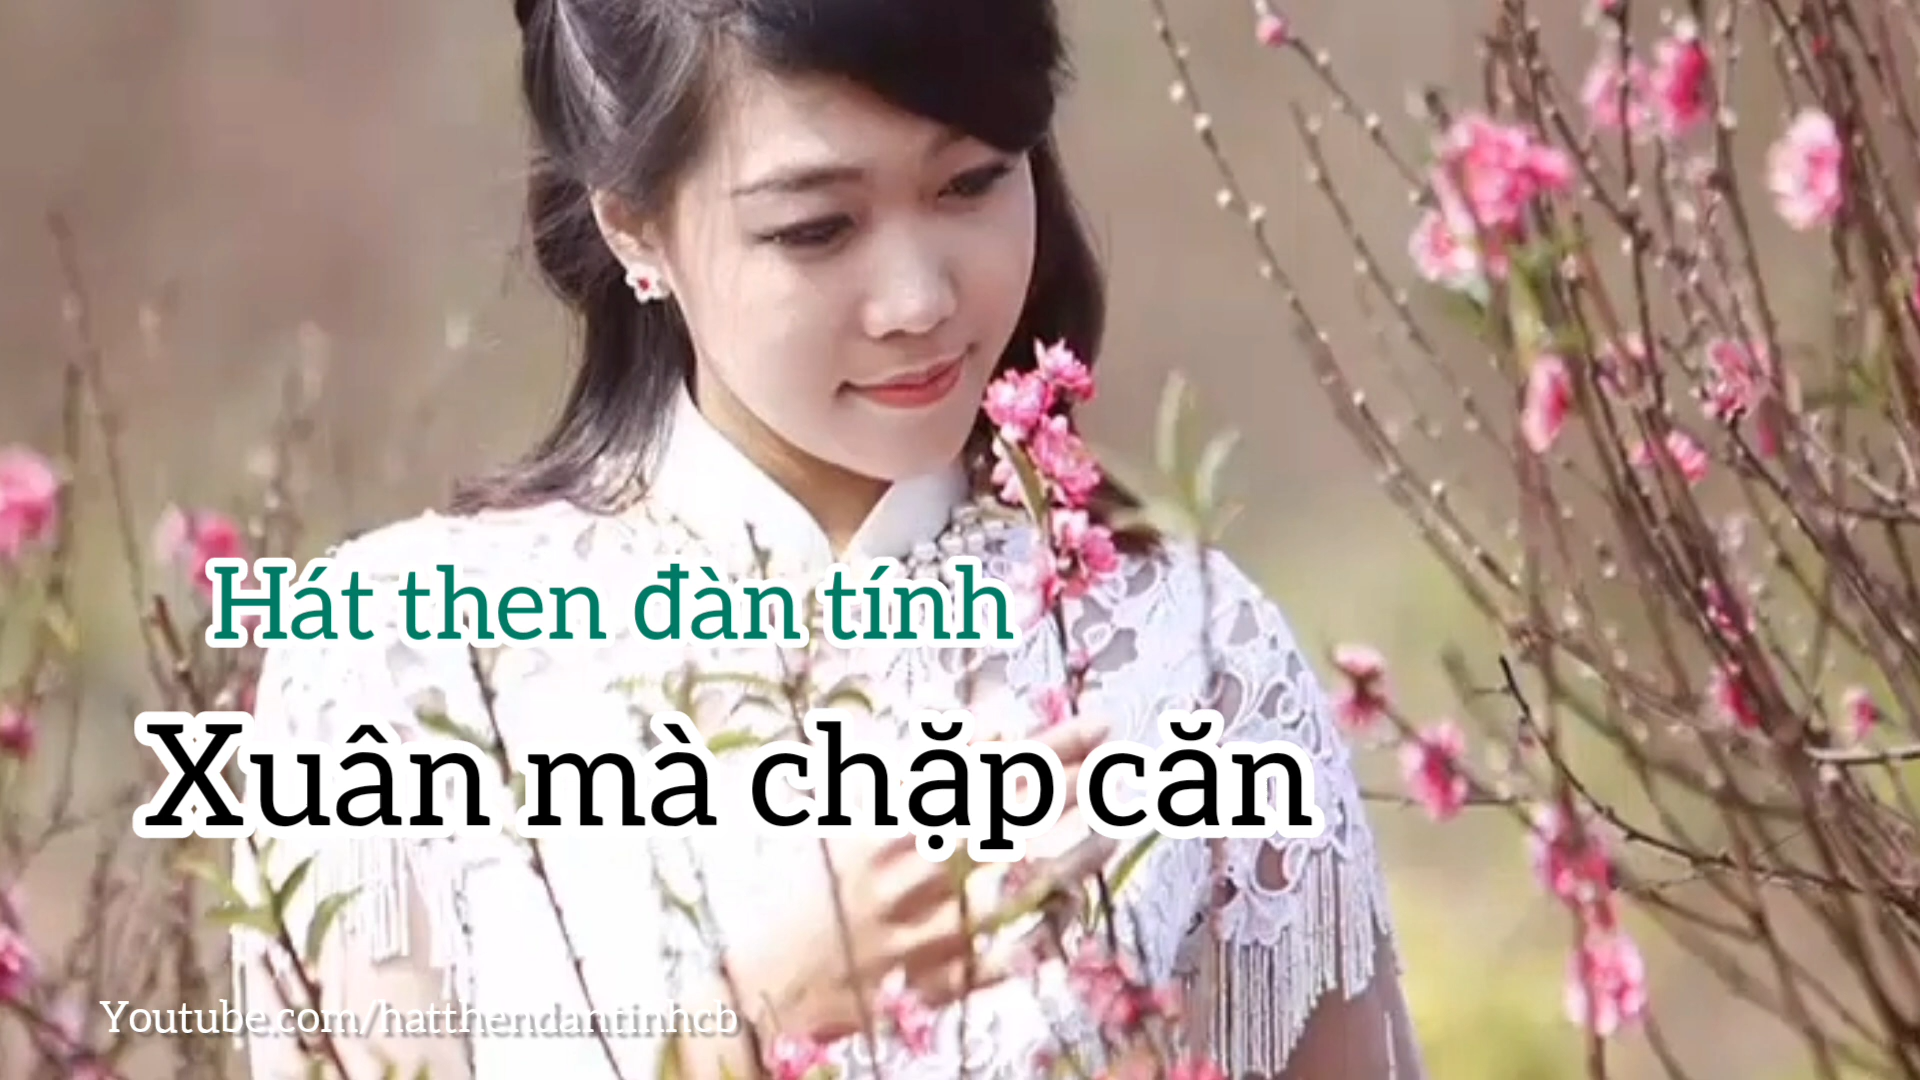 Hát then đàn tính
Xuân mà chặp căn
Youtube.com/hatthendantinhcb